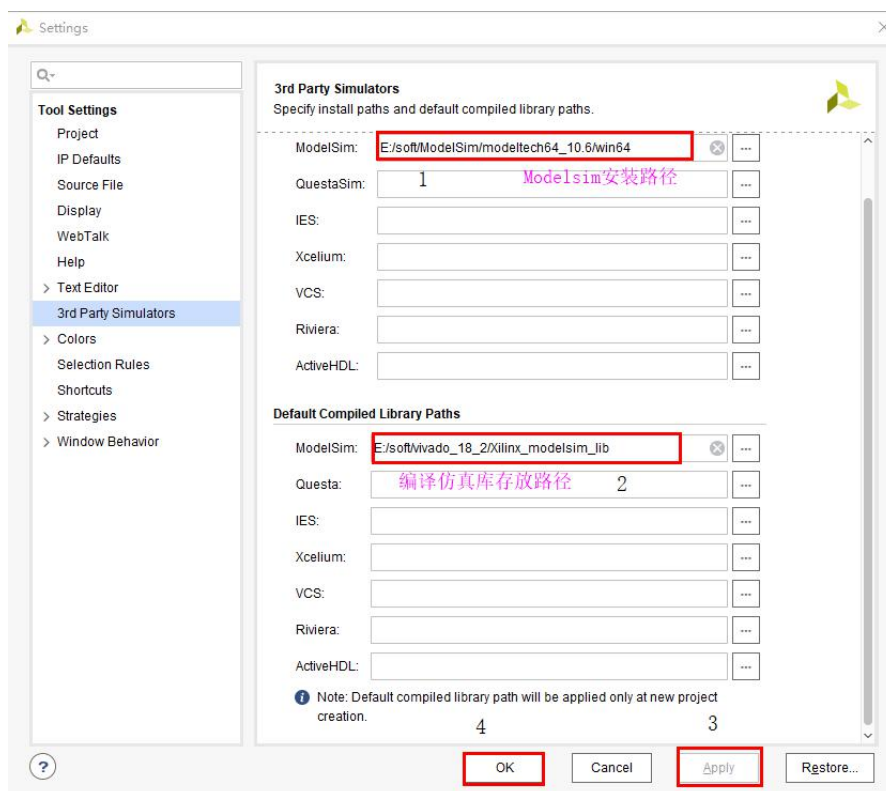 Settings
Tool Settings
Project
IP Defaults
Source File
Display
WebTalk
Help
Text Editor
3rd Party Simulators
Colors
Selection Rules
Shortcuts
Strategies
Window Behavior
3rd Party Simulators
Specify install paths and default compiled library paths.
ModelSim: E:/soft/ModelSim/modeltech64_10.6/win64
QuestaSim: 1 Modelsim安装路径
IES:
Xcelium:
VCS:
Riviera:
ActiveHDL:
Default Compiled Library Paths
ModelSim: E:/soft/vivado_18_2/Xilinx_modelsim_lib
Questa: 编译仿真库存放路径 2
IES:
Xcelium:
VCS:
Riviera:
ActiveHDL:
Note: Default compiled library path will be applied only at new project
creation.
4 3
? OK Cancel Apply Restore...